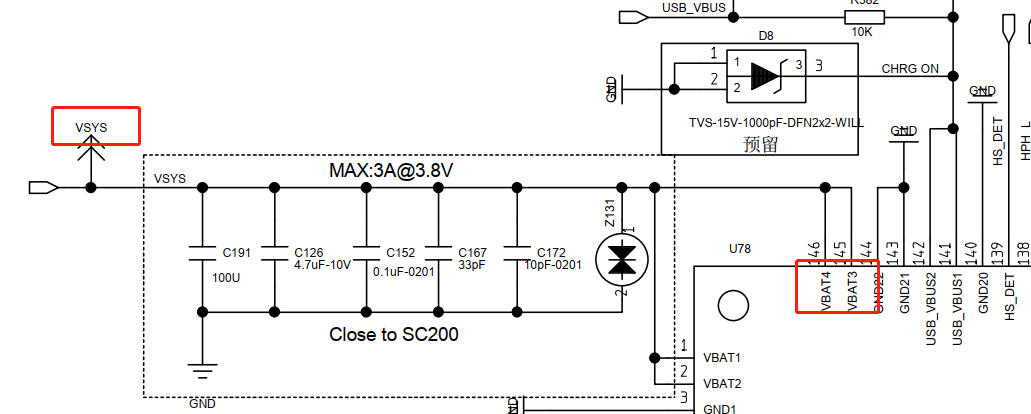 USB_VBUS
R382
10K
D8
1
2
1
2
3
3
CHRG ON
GND
TVS-15V-1000pF-DFN2x2-WILL
预留
GND
GND
HS_DET
HPH_L
VSYS
VSYS
MAX:3A@3.8V
C191
100U
C126
4.7uF-10V
C152
0.1uF-0201
C167
33pF
C172
10pF-0201
Z131
1
2
Close to SC200
GND
U78
146
145
144
143
142
141
140
139
138
VBAT4
VBAT3
GND22
GND21
USB_VBUS2
USB_VBUS1
GND20
HS_DET
1
VBAT1
2
VBAT2
3
GND1